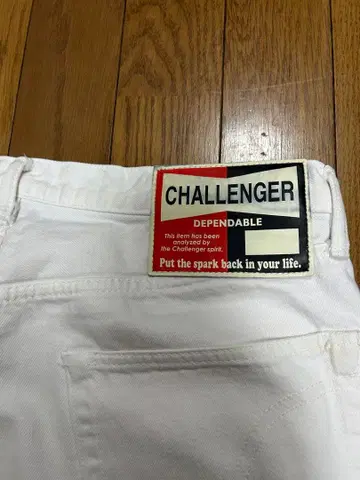 CHALLENGER
DEPENDABLE
This item has been
analyzed by
the Challenger spirit.
Put the spark back in your life.